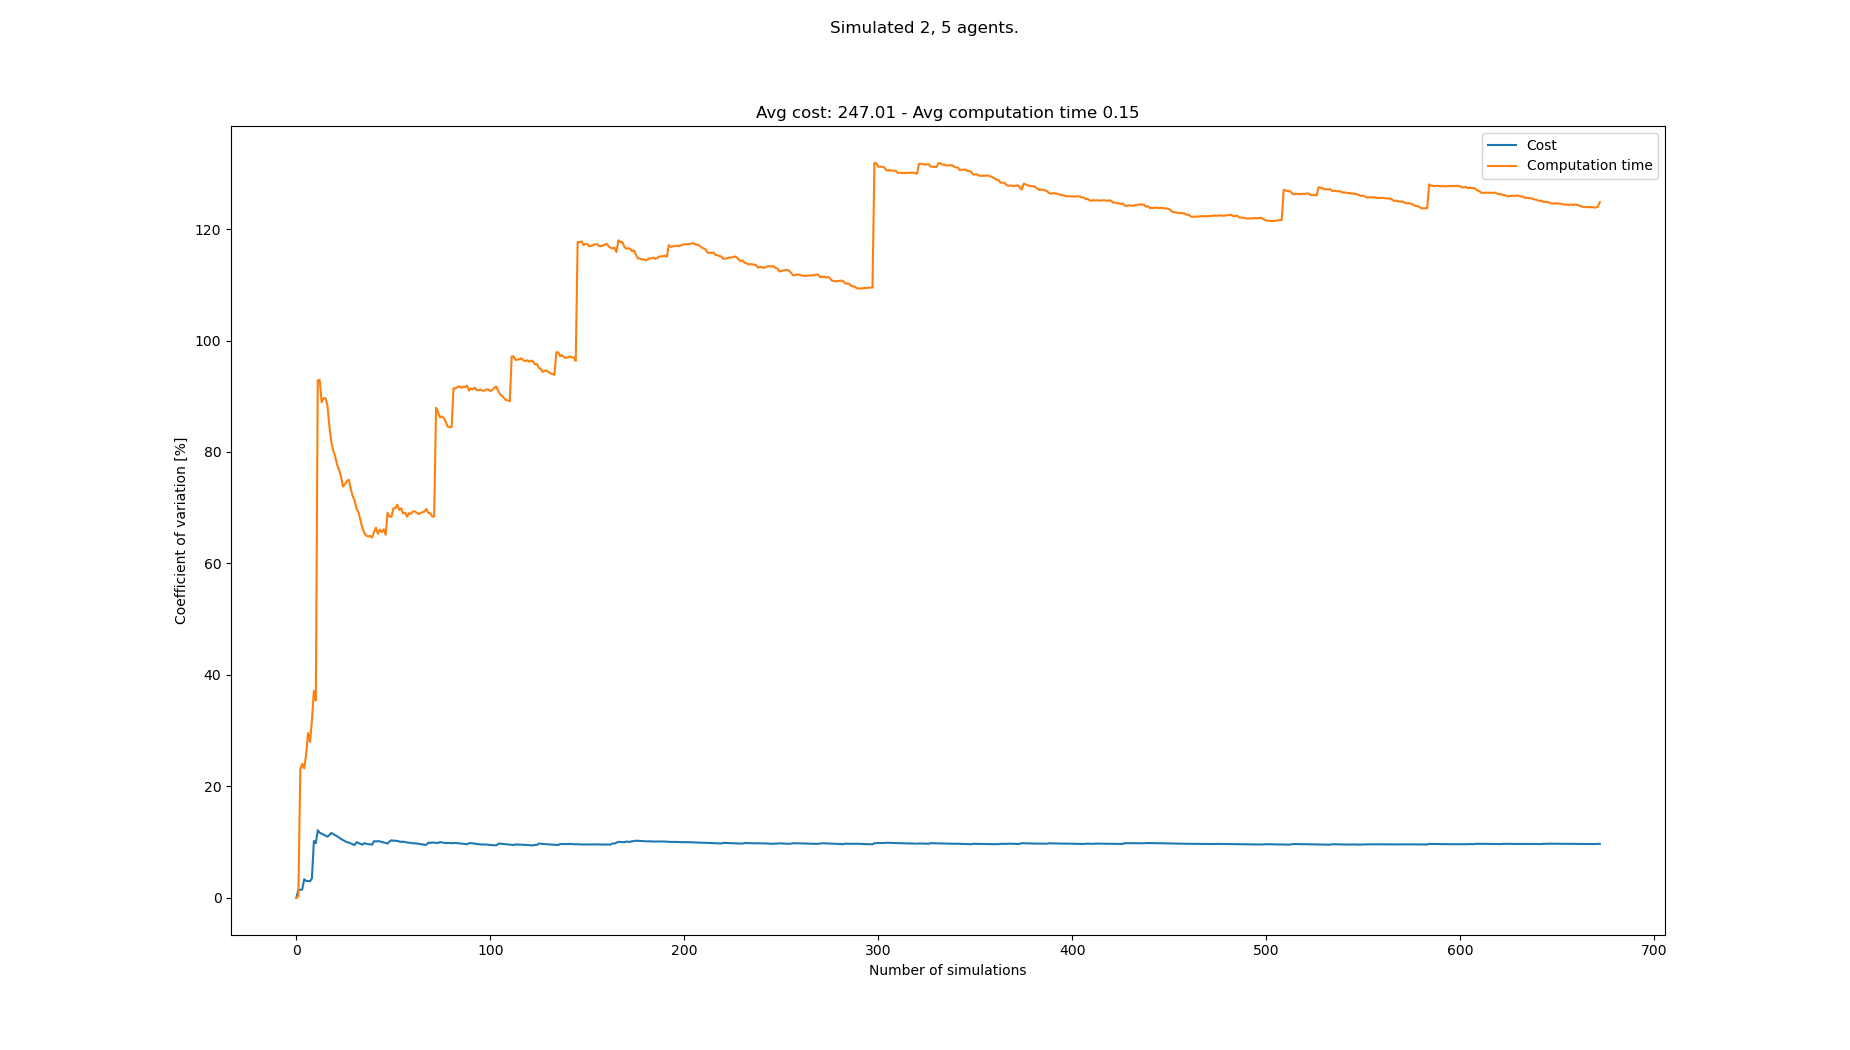 Simulated 2, 5 agents.
Avg cost: 247.01 - Avg computation time 0.15
Cost
Computation time
Coefficient of variation [%]
120
100
80
60
40
20
0
0 100 200 300 400 500 600 700
Number of simulations